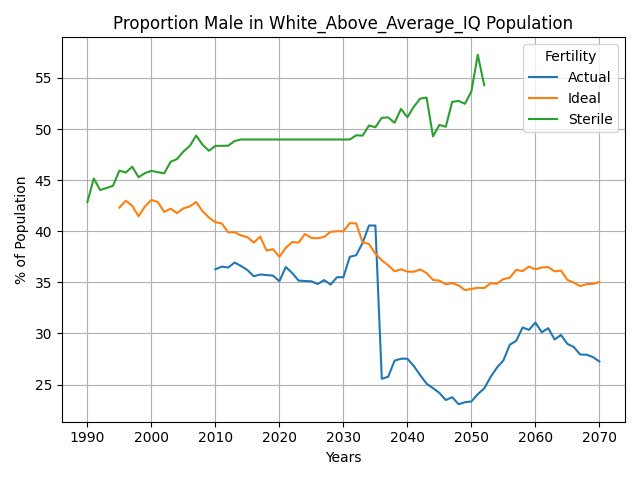 Proportion Male in White_Above_Average_IQ Population
Fertility
Actual
Ideal
Sterile
% of Population
55
50
45
40
35
30
25
1990 2000 2010 2020 2030 2040 2050 2060 2070
Years